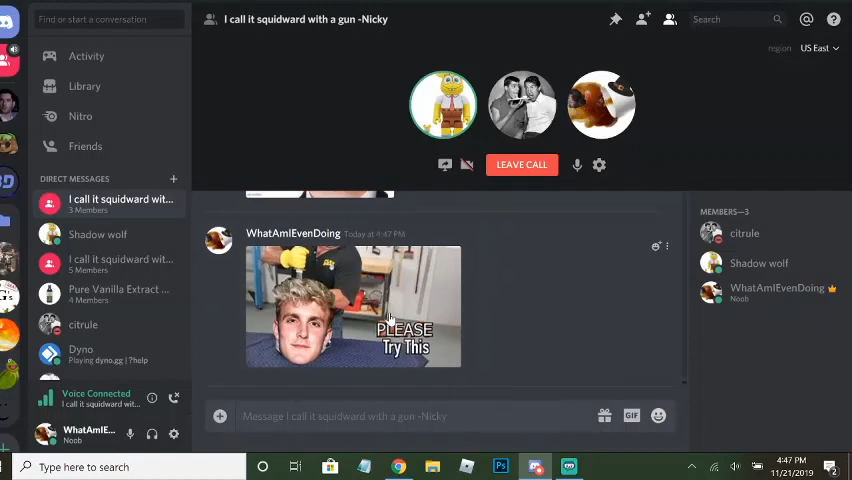 Find or start a conversation
I call it squidward with a gun -Nicky
Search
region US East
Activity
Library
Nitro
Friends
DIRECT MESSAGES
LEAVE CALL
I call it squidward wit...
3 Members
Shadow wolf
I call it squidward wit...
5 Members
Pure Vanilla Extract ...
4 Members
citrule
Dyno
Playing dyno.gg | ?help
WhatAmIEvenDoing Today at 4:47 PM
PLEASE
Try This
MEMBERS—3
citrule
Shadow wolf
WhatAmIEvenDoing
Noob
Voice Connected
I call it squidward wit...
WhatAmIE...
Noob
Message I call it squidward with a gun -Nicky
GIF
Type here to search
Ps
4:47 PM
11/21/2019
2